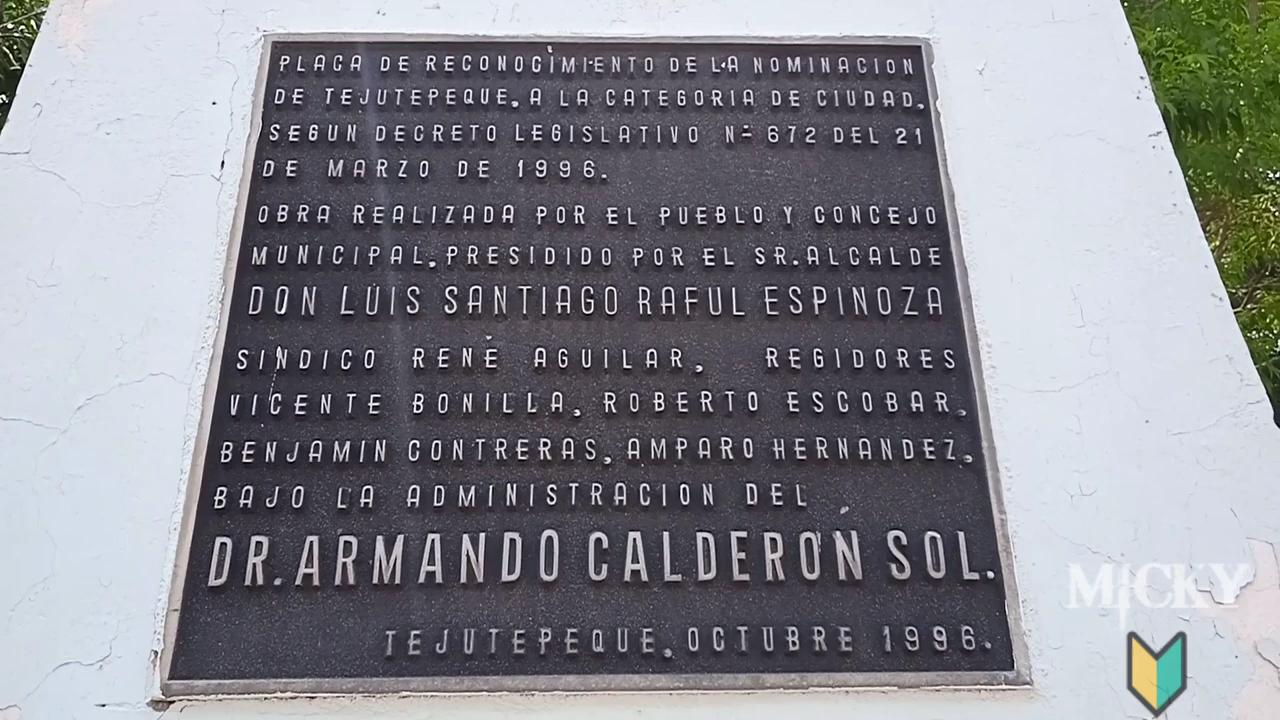 PLACA DE RECONOCIMIENTO DE LA NOMINACION
DE TEJUTEPEQUE, A LA CATEGORIA DE CIUDAD,
SEGUN DECRETO LEGISLATIVO Nº 672 DEL 21
DE MARZO DE 1996.
OBRA REALIZADA POR EL PUEBLO Y CONCEJO
MUNICIPAL, PRESIDIDO POR EL SR. ALCALDE
DON LUIS SANTIAGO RAFUL ESPINOZA
SINDICO RENE AGUILAR, REGIDORES
VICENTE BONILLA, ROBERTO ESCOBAR,
BENJAMIN CONTRERAS, AMPARO HERNANDEZ,
BAJO LA ADMINISTRACION DEL
DR. ARMANDO CALDERON SOL.
TEJUTEPEQUE, OCTUBRE 1996.
MICKY